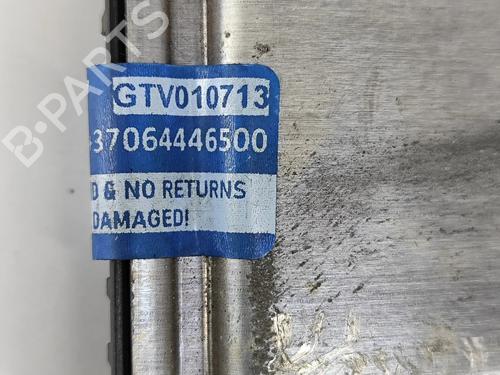 GTV010713
37064446500
D & NO RETURNS
DAMAGED!
B-PARTS